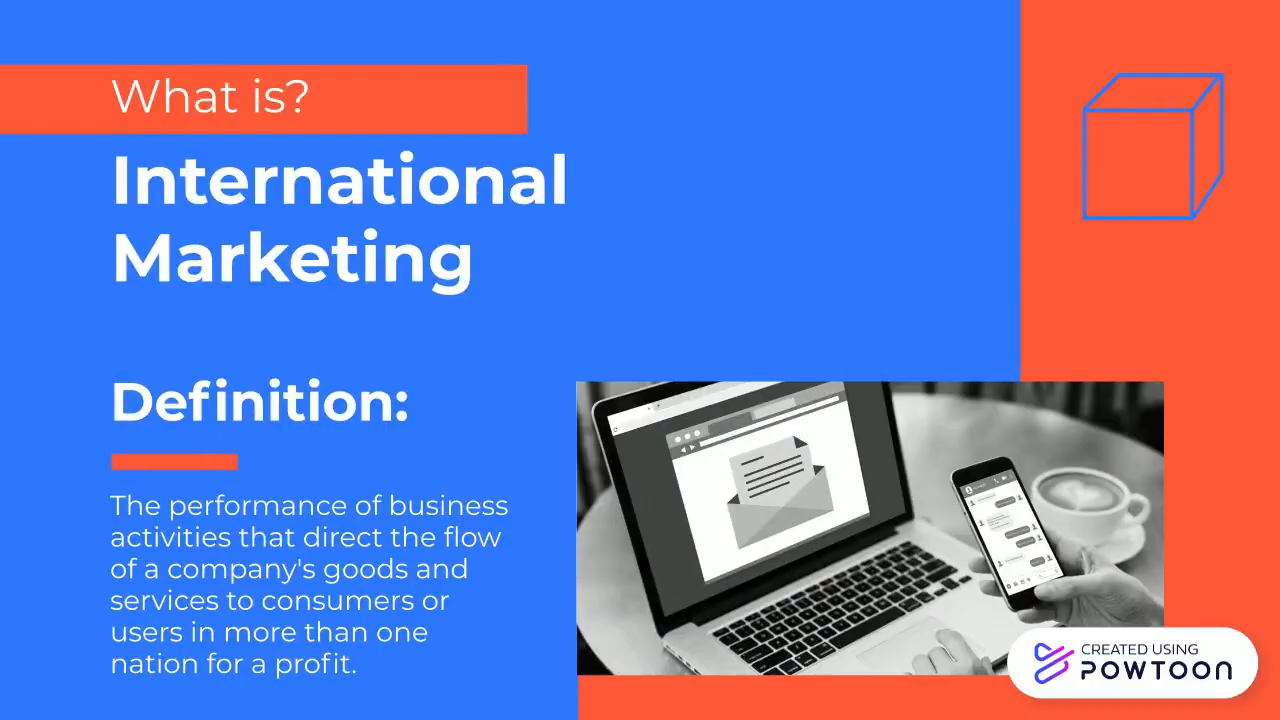 What is?
International
Marketing
Definition:
The performance of business
activities that direct the flow
of a company's goods and
services to consumers or
users in more than one
nation for a profit.
CREATED USING
POWTOON